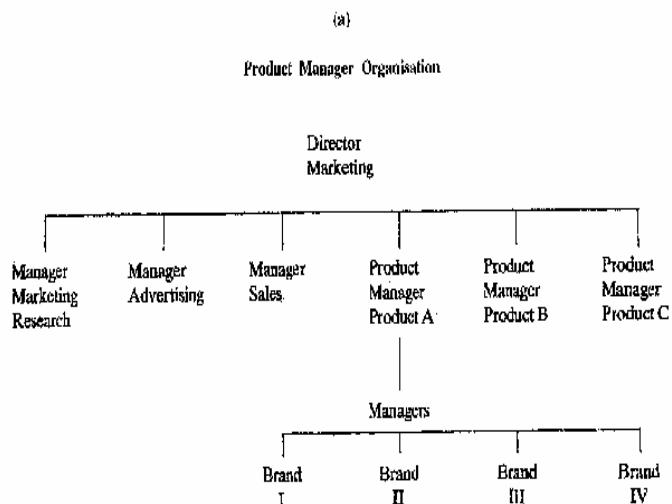 (a)
Product Manager Organisation
Director
Marketing
Manager
Marketing
Research
Manager
Advertising
Manager
Sales
Product
Manager
Product A
Product
Manager
Product B
Product
Manager
Product C
Managers
Brand
I
Brand
II
Brand
III
Brand
IV